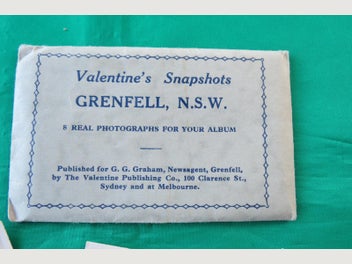 Valentine's Snapshots
GRENFELL, N.S.W.
8 REAL PHOTOGRAPHS FOR YOUR ALBUM
Published for G. G. Graham, Newsagent, Grenfell,
by The Valentine Publishing Co., 100 Clarence St.,
Sydney and at Melbourne.